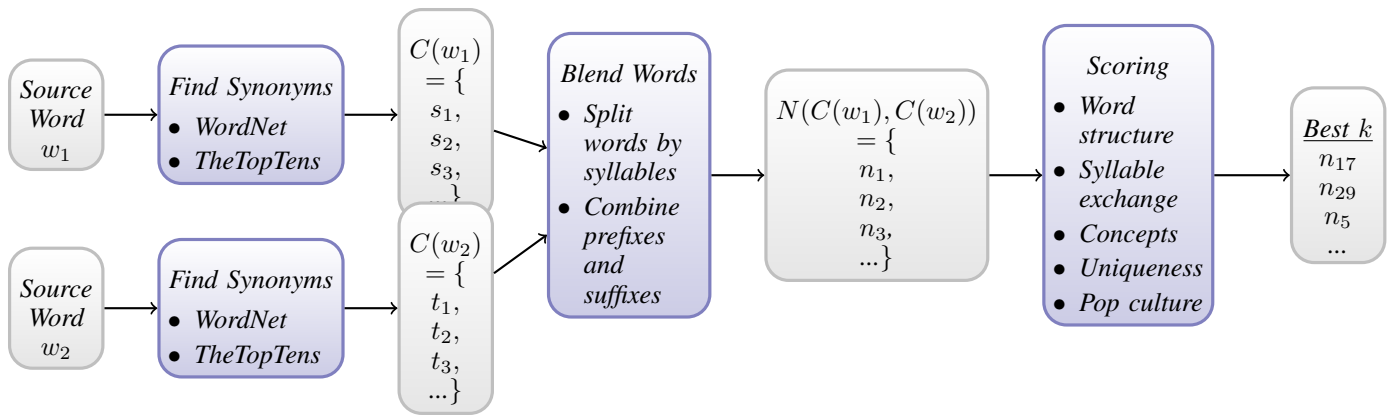 Source
Word
w₁
Find Synonyms
• WordNet
• TheTopTens
C(w₁)
= {
s₁,
s₂,
s₃,
...}
Source
Word
w₂
Find Synonyms
• WordNet
• TheTopTens
C(w₂)
= {
t₁,
t₂,
t₃,
...}
Blend Words
• Split
words by
syllables
• Combine
prefixes
and
suffixes
N(C(w₁), C(w₂))
= {
n₁,
n₂,
n₃,
...}
Scoring
• Word
structure
• Syllable
exchange
• Concepts
• Uniqueness
• Pop culture
Best k
n₁₇
n₂₉
n₅
...